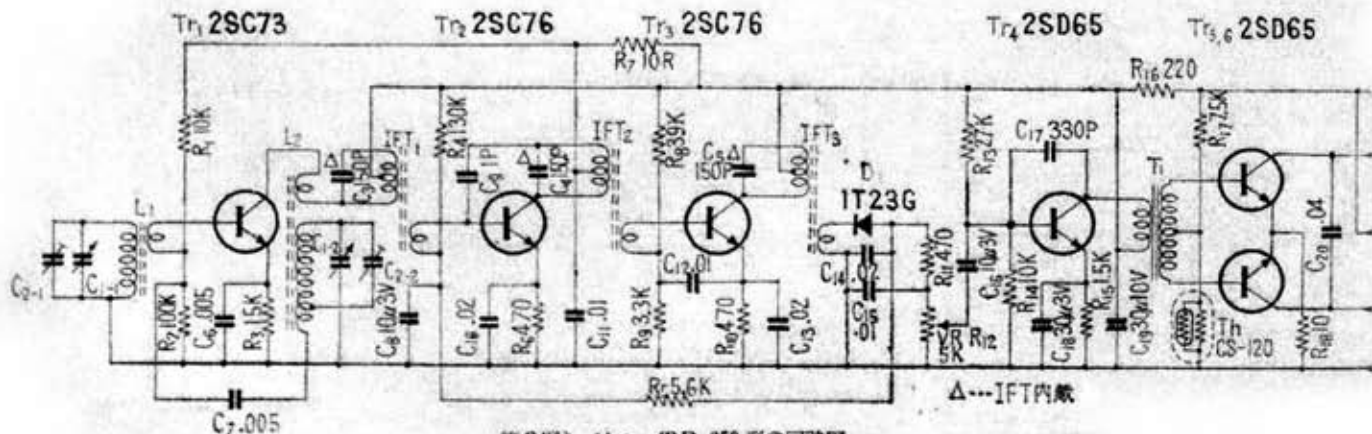 Tr1 2SC73
Tr2 2SC76
Tr3 2SC76
Tr4 2SD65
Tr5,6 2SD65
R7 10R
R16 220
R1 10K
L2
IFT1
R4 130K
IFT2
R8 39K
IFT3
R13 27K
C17 330P
R17 7.5K
Δ
C3 150P
C9 1P
Δ
C4 150P
C5 Δ
150P
D1
1T23G
T1
L1
C2-1
C1-1
C2-2
R2 100K
C6 .005
R3 1.5K
C8 10μ3V
C10 .02
R6 470
C11 .01
R9 3.3K
C12 .01
R10 470
C13 .02
C14 .02
C15
.01
R11 470
VR R12
5K
C16
10μ3V
R14 10K
C18 30μ3V
R15 1.5K
C19 30μ10V
Th
CS-120
R18 10
C20 .04
C7 .005
5.6K
Δ…IFT内蔵